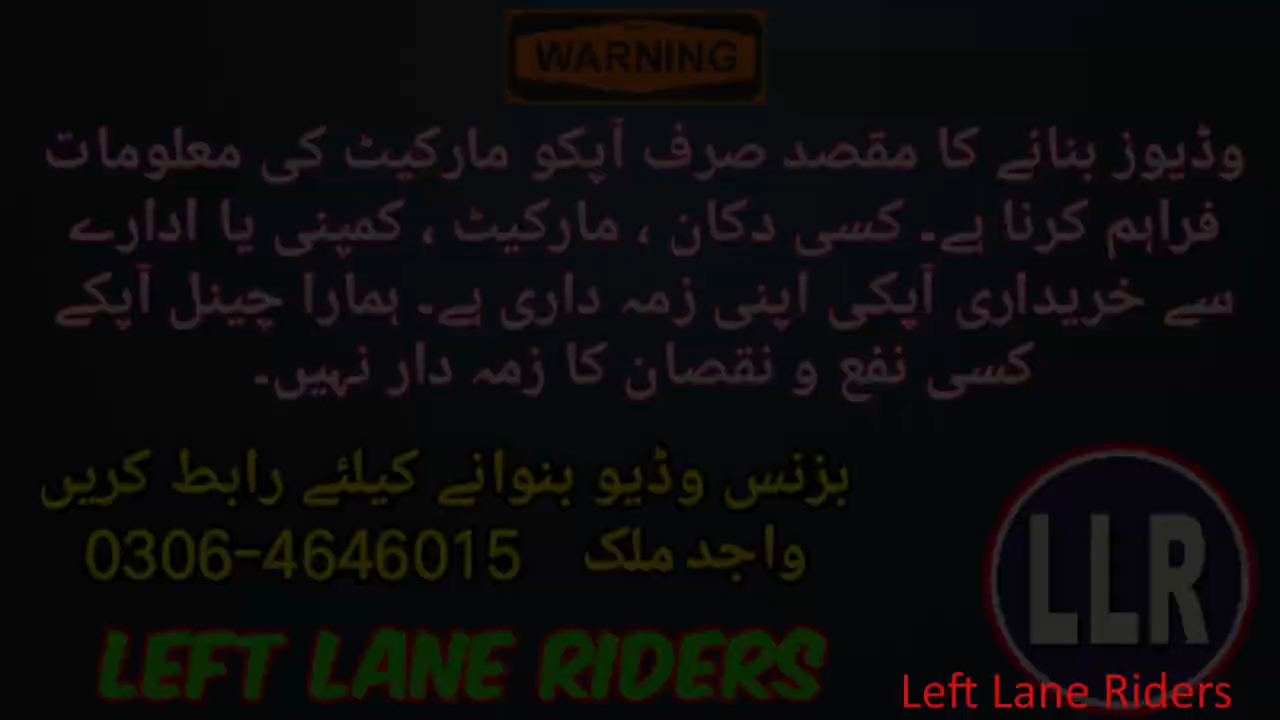 WARNING
وڈیوز بنانے کا مقصد صرف آپکو مارکیٹ کی معلومات
فراہم کرنا ہے۔ کسی دکان ، مارکیٹ ، کمپنی یا ادارے
سے خریداری آپکی اپنی زمہ داری ہے۔ ہمارا چینل آپکے
کسی نفع و نقصان کا زمہ دار نہیں۔
بزنس وڈیو بنوانے کیلئے رابط کریں
واجد ملک 0306-4646015
LEFT LANE RIDERS
LLR
Left Lane Riders